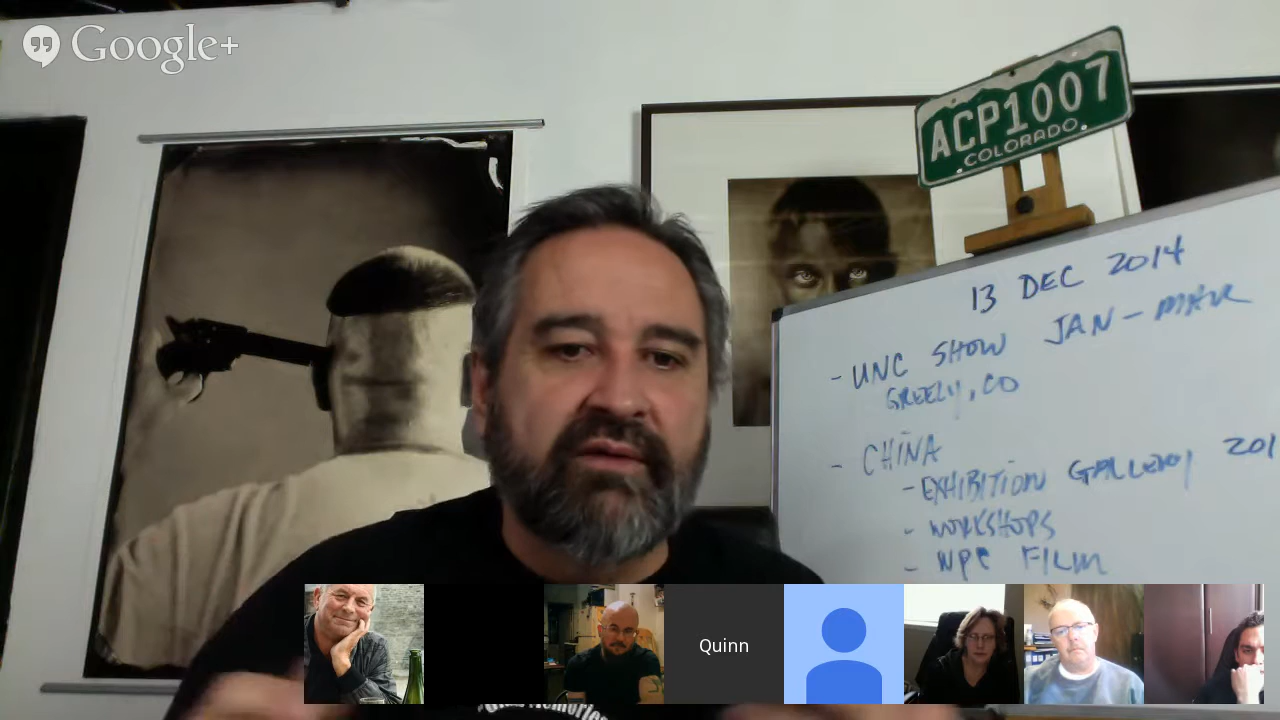 Google+
ACP1007
COLORADO
13 DEC 2014
- UNC SHOW JAN - MAR
GREELY, CO
- CHINA
- EXHIBITION GALLERY 201
- WORKSHOPS
- WPC FILM
Quinn